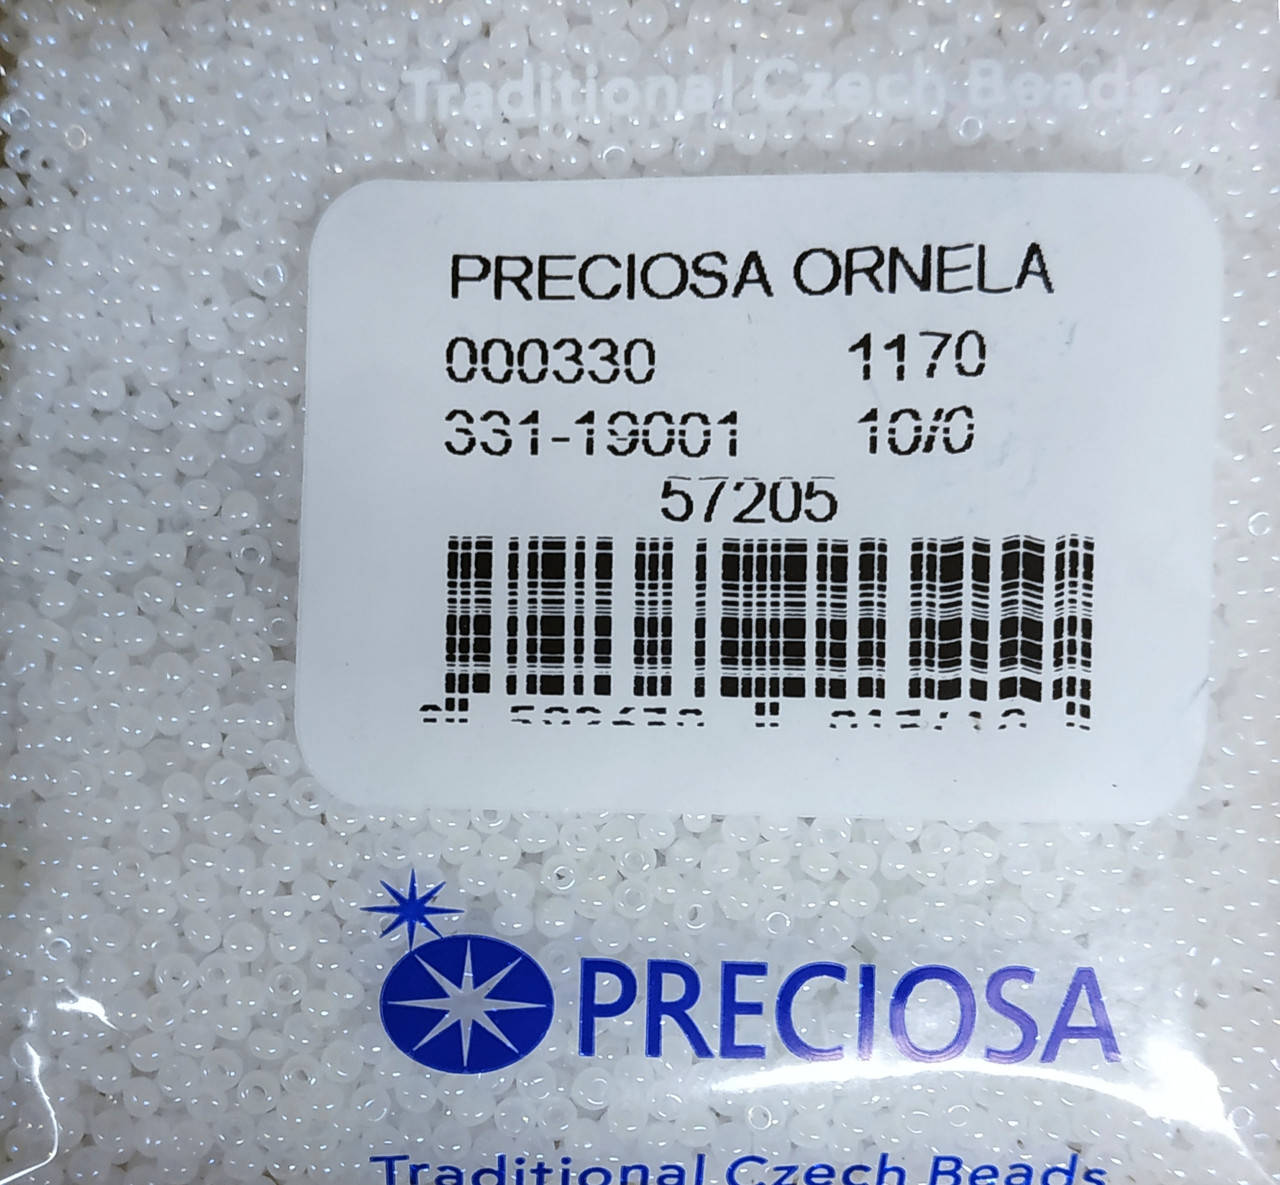 Traditional Czech Beads
PRECIOSA ORNELA
000330 1170
331-19001 10/0
57205
PRECIOSA
Traditional Czech Beads